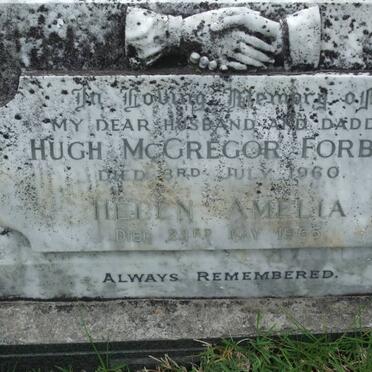 In Loving Memory of
MY DEAR HUSBAND AND DADD
HUGH McGREGOR FORB
DIED 3RD JULY 1960.
HELEN AMELIA
DIED MAY
ALWAYS REMEMBERED.